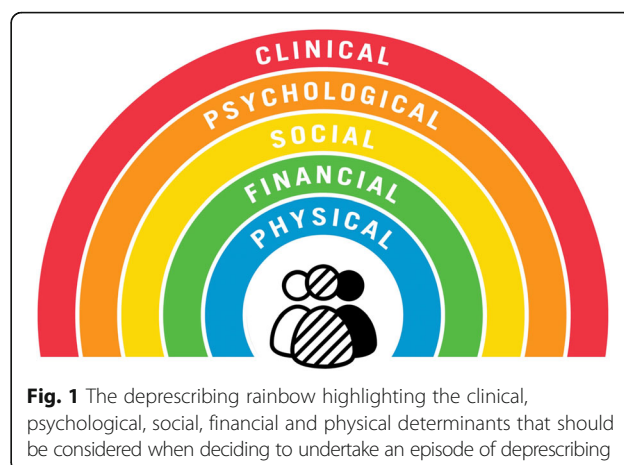 CLINICAL
PSYCHOLOGICAL
SOCIAL
FINANCIAL
PHYSICAL
Fig. 1 The deprescribing rainbow highlighting the clinical,
psychological, social, financial and physical determinants that should
be considered when deciding to undertake an episode of deprescribing